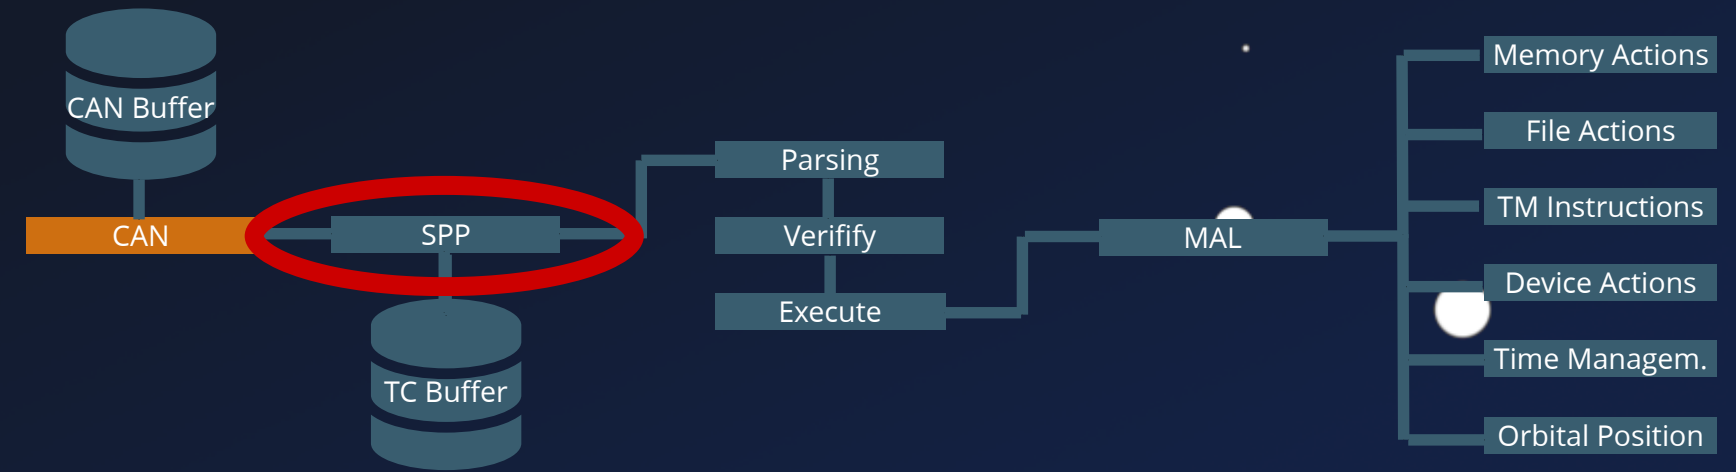 CAN Buffer
CAN
SPP
TC Buffer
Parsing
Verifify
Execute
MAL
Memory Actions
File Actions
TM Instructions
Device Actions
Time Managem.
Orbital Position